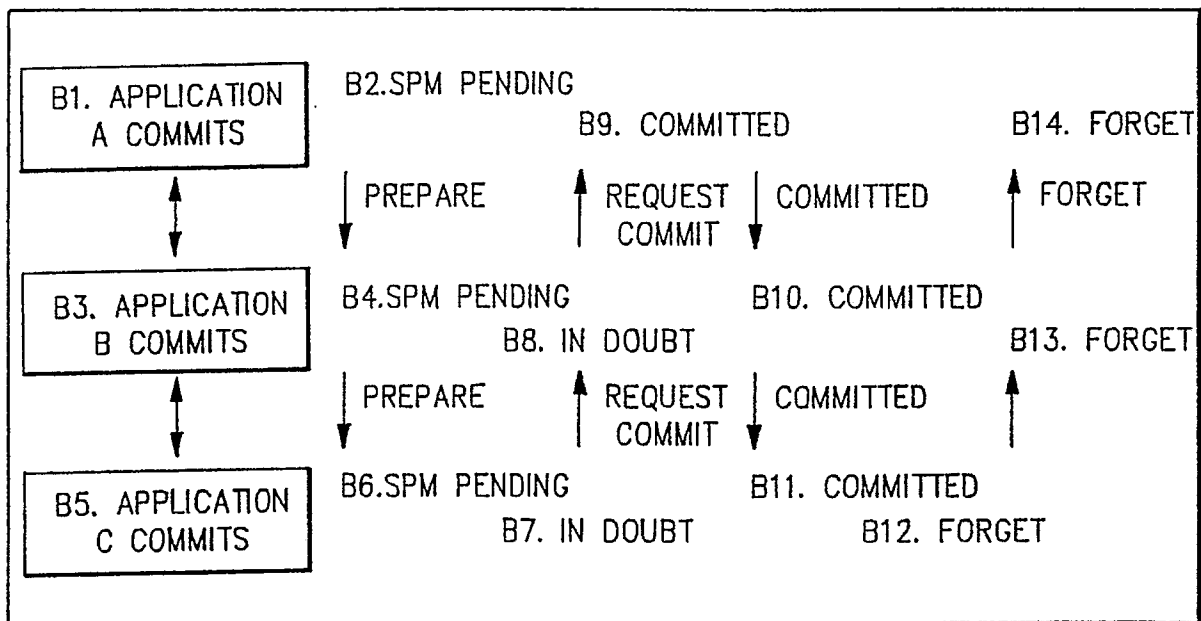 B1. APPLICATION
A COMMITS
B2.SPM PENDING
B9. COMMITTED
B14. FORGET
PREPARE
REQUEST
COMMIT
COMMITTED
FORGET
B3. APPLICATION
B COMMITS
B4.SPM PENDING
B8. IN DOUBT
B10. COMMITTED
B13. FORGET
PREPARE
REQUEST
COMMIT
COMMITTED
B5. APPLICATION
C COMMITS
B6.SPM PENDING
B7. IN DOUBT
B11. COMMITTED
B12. FORGET